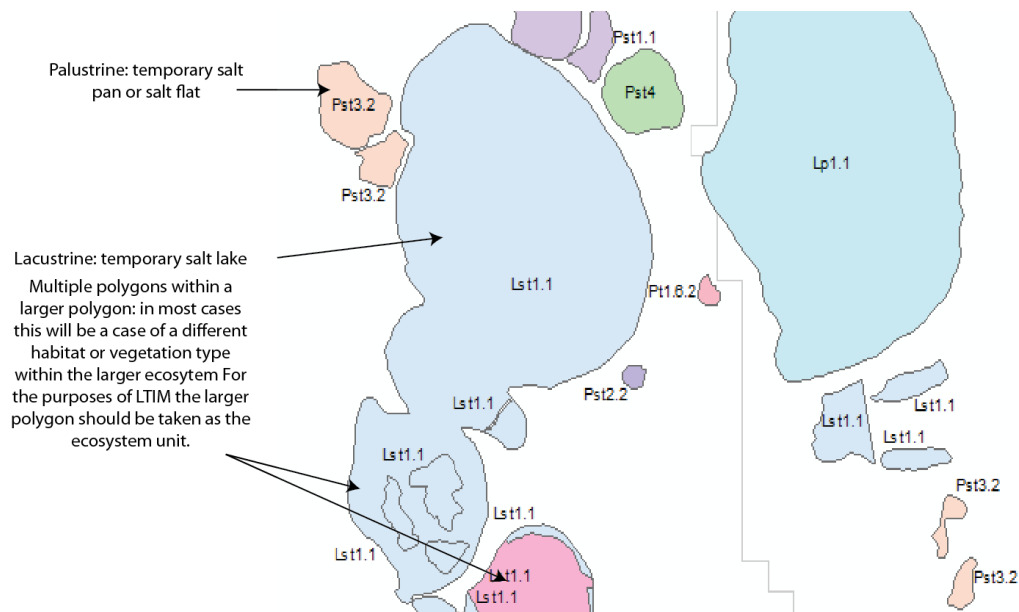 Pst1.1
Palustrine: temporary salt
pan or salt flat
Pst3.2
Pst4
Pst3.2
Lp1.1
Lacustrine: temporary salt lake
Multiple polygons within a
larger polygon: in most cases
this will be a case of a different
habitat or vegetation type
within the larger ecosytem For
the purposes of LTIM the larger
polygon should be taken as the
ecosystem unit.
Lst1.1
Pt1.6.2
Pst2.2
Lst1.1
Lst1.1
Lst1.1
Lst1.1
Lst1.1
Lst1.1
Lst1.1
Lst1.1
Lst1.1
Pst3.2
Pst3.2